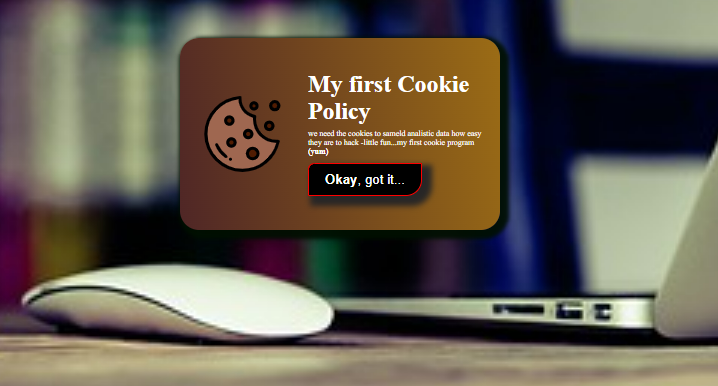 My first Cookie
Policy
we need the cookies to sameld analistic data how easy
they are to hack -little fun...my first cookie program
(yum)
Okay, got it...